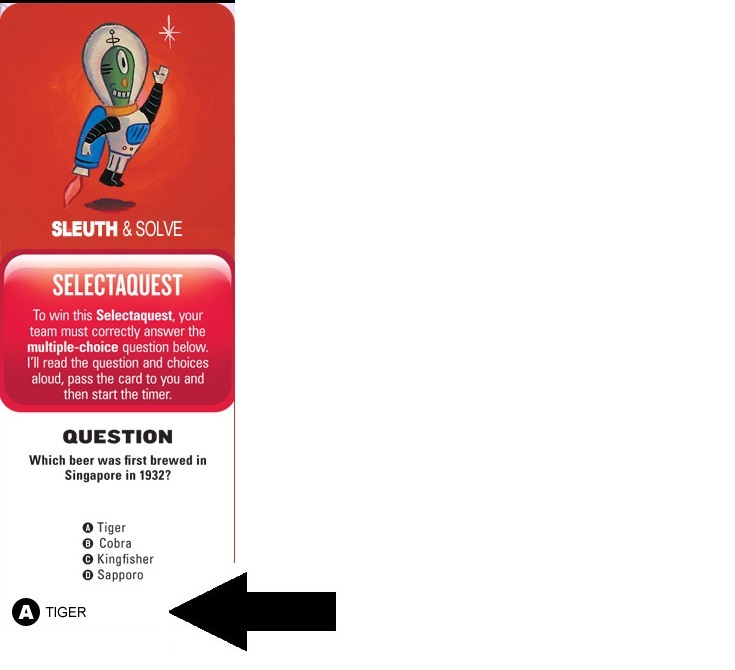 SLEUTH & SOLVE
SELECTAQUEST
To win this Selectaquest, your
team must correctly answer the
multiple-choice question below.
I'll read the question and choices
aloud, pass the card to you and
then start the timer.
QUESTION
Which beer was first brewed in
Singapore in 1932?
A Tiger
B Cobra
C Kingfisher
D Sapporo
A TIGER